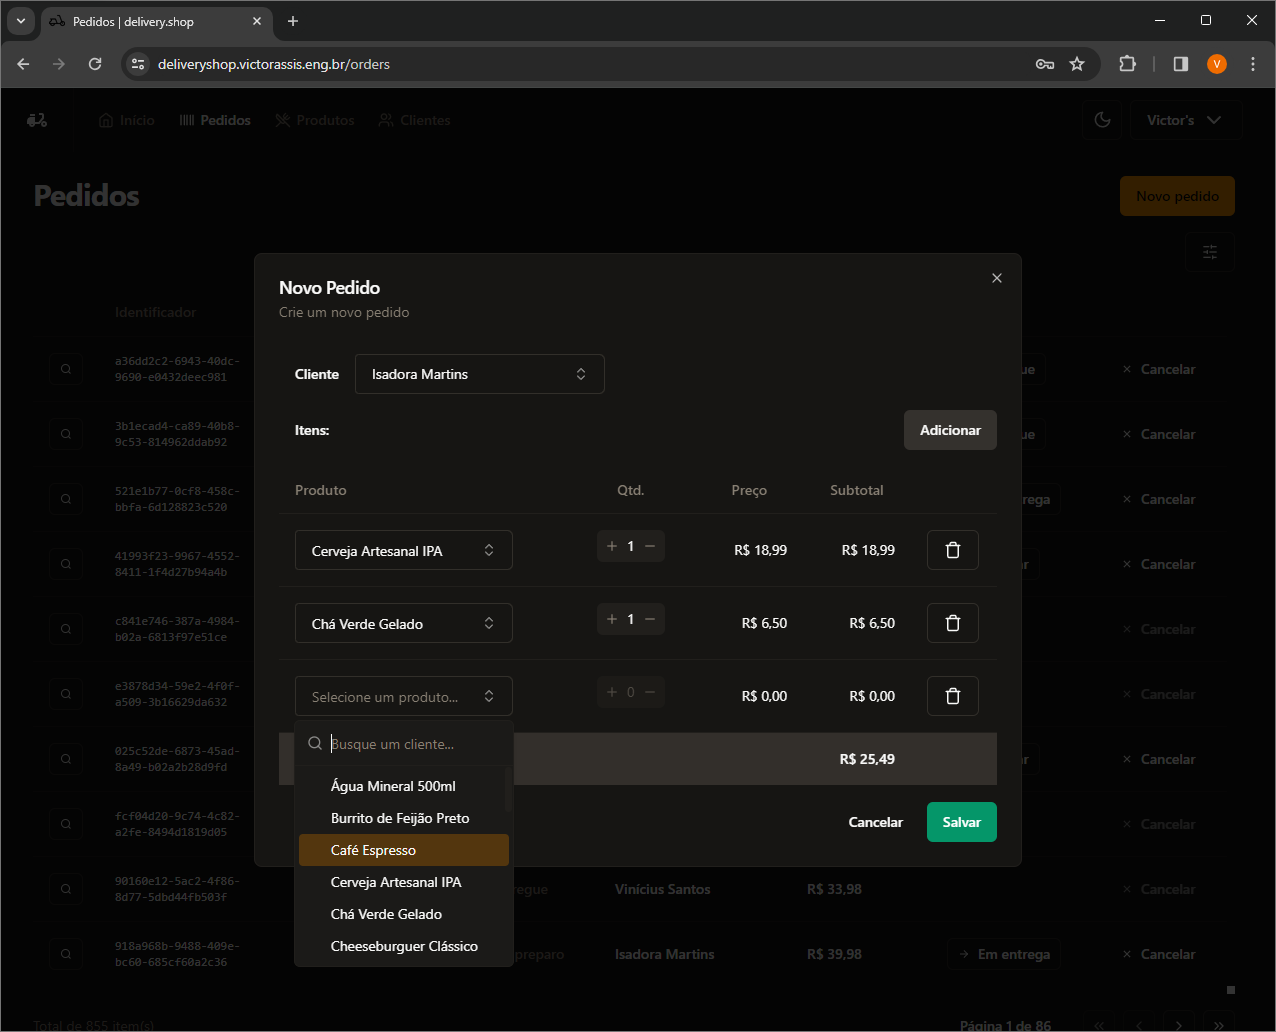 Pedidos | delivery.shop
deliveryshop.victorassis.eng.br/orders
V
Início
Pedidos
Produtos
Clientes
Victor's
Pedidos
Novo pedido
Identificador
Novo Pedido
Crie um novo pedido
Cliente
Isadora Martins
Itens:
Adicionar
Produto
Qtd.
Preço
Subtotal
Cerveja Artesanal IPA
+ 1 −
R$ 18,99
R$ 18,99
Chá Verde Gelado
+ 1 −
R$ 6,50
R$ 6,50
Selecione um produto...
+ 0 −
R$ 0,00
R$ 0,00
R$ 25,49
Busque um cliente...
Água Mineral 500ml
Burrito de Feijão Preto
Café Espresso
Cerveja Artesanal IPA
Chá Verde Gelado
Cheeseburguer Clássico
Cancelar
Salvar
a36dd2c2-6943-40dc-
9690-e0432deec981
ue
Cancelar
3b1ecad4-ca89-40b8-
9c53-814962ddab92
ue
Cancelar
521e1b77-0cf8-458c-
bbfa-6d128823c520
rega
Cancelar
41993f23-9967-4552-
8411-1f4d27b94a4b
r
Cancelar
c841e746-387a-4984-
b02a-6813f97e51ce
Cancelar
e3878d34-59e2-4f0f-
a509-3b16629da632
Cancelar
025c52de-6873-45ad-
8a49-b02a2b28d9fd
r
Cancelar
fcf04d20-9c74-4c82-
a2fe-8494d1819d05
Cancelar
90160e12-5ac2-4f86-
8d77-5dbd44fb503f
regue
Vinícius Santos
R$ 33,98
Cancelar
918a968b-9488-409e-
bc60-685cf60a2c36
preparo
Isadora Martins
R$ 39,98
Em entrega
Cancelar
Total de 855 item(s)
Página 1 de 86